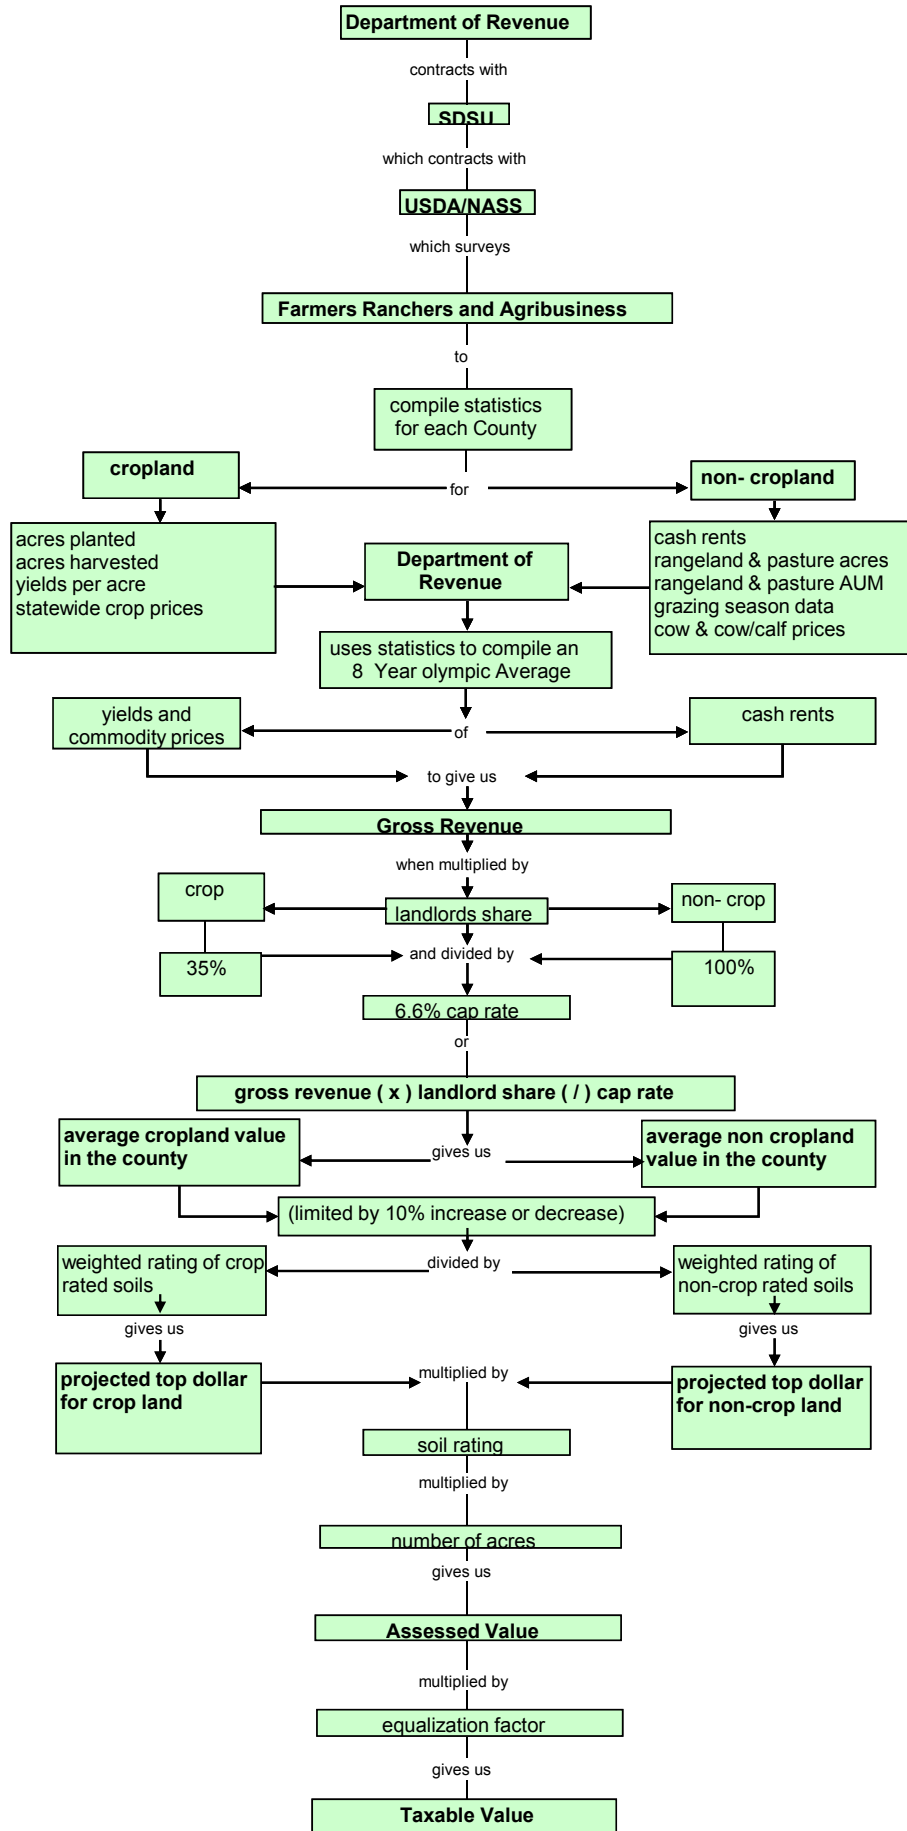 Department of Revenue
contracts with
SDSU
which contracts with
USDA/NASS
which surveys
Farmers Ranchers and Agribusiness
to
compile statistics
for each County
cropland
for
non- cropland
acres planted
acres harvested
yields per acre
statewide crop prices
Department of
Revenue
cash rents
rangeland & pasture acres
rangeland & pasture AUM
grazing season data
cow & cow/calf prices
uses statistics to compile an
8 Year olympic Average
yields and
commodity prices
of
cash rents
to give us
Gross Revenue
when multiplied by
crop
landlords share
non- crop
35%
and divided by
100%
6.6% cap rate
or
gross revenue ( x ) landlord share ( / ) cap rate
average cropland value
in the county
gives us
average non cropland
value in the county
(limited by 10% increase or decrease)
weighted rating of crop
rated soils
divided by
weighted rating of
non-crop rated soils
gives us
gives us
projected top dollar
for crop land
multiplied by
projected top dollar
for non-crop land
soil rating
multiplied by
number of acres
gives us
Assessed Value
multiplied by
equalization factor
gives us
Taxable Value